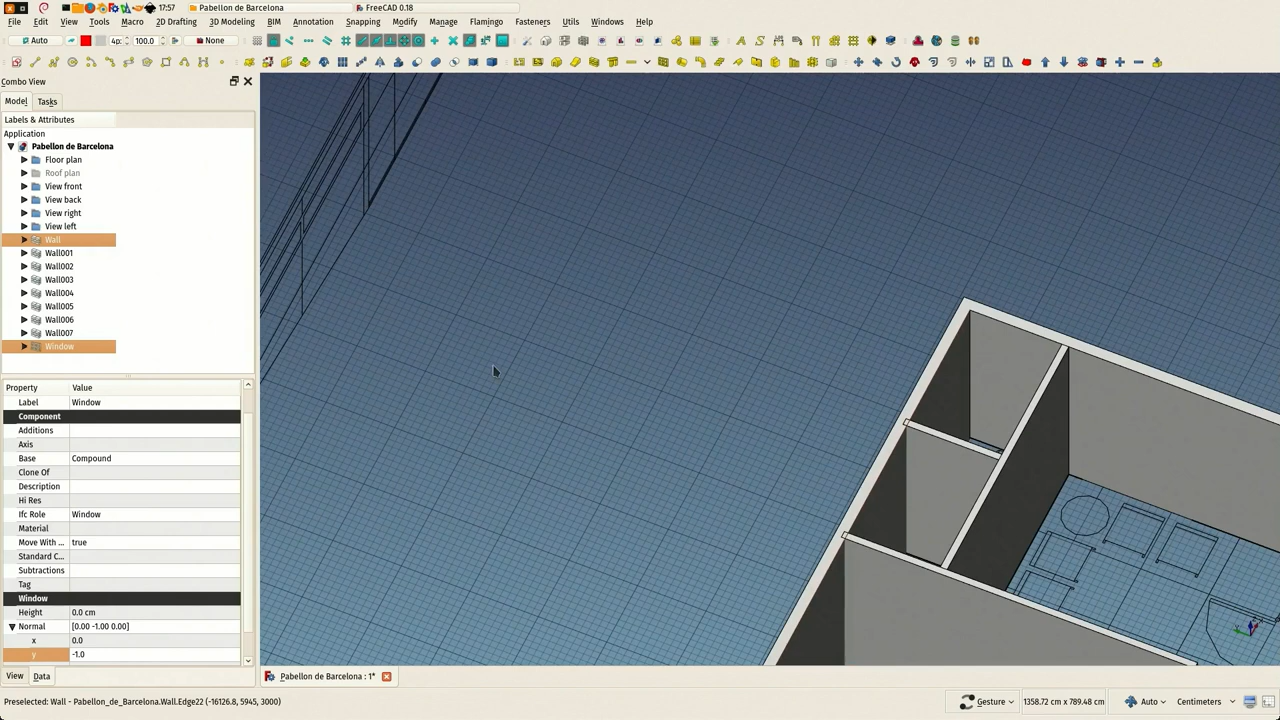 17:57 Pabellon de Barcelona FreeCAD 0.18
File Edit View Tools Macro 2D Drafting 3D Modeling BIM Annotation Snapping Modify Manage Flamingo Fasteners Utils Windows Help
Auto 4p: 100.0 None
Combo View
Model Tasks
Labels & Attributes
Application
Pabellon de Barcelona
Floor plan
Roof plan
View front
View back
View right
View left
Wall
Wall001
Wall002
Wall003
Wall004
Wall005
Wall006
Wall007
Window
Property Value
Label Window
Component
Additions
Axis
Base Compound
Clone Of
Description
Hi Res
Ifc Role Window
Material
Move With ... true
Standard C...
Subtractions
Tag
Window
Height 0.0 cm
Normal [0.00 -1.00 0.00]
x 0.0
y -1.0
View Data
Pabellon de Barcelona : 1*
Preselected: Wall - Pabellon_de_Barcelona.Wall.Edge22 (-16126.8, 5945, 3000)
Gesture 1358.72 cm x 789.48 cm Auto Centimeters